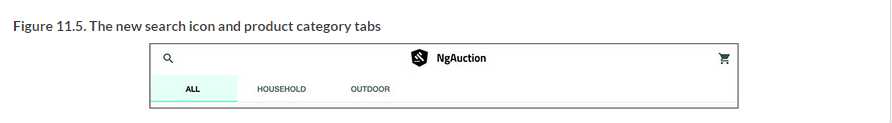 Figure 11.5. The new search icon and product category tabs
NgAuction
ALL HOUSEHOLD OUTDOOR